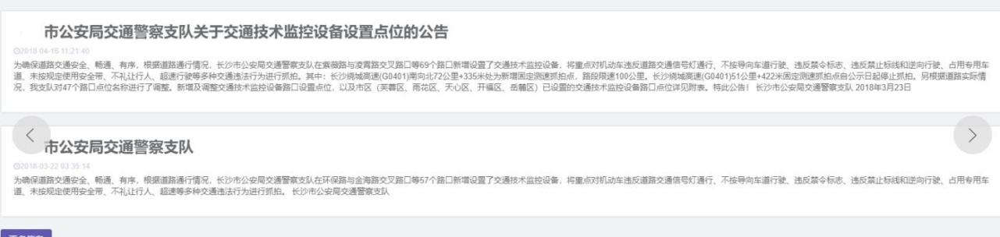 市公安局交通警察支队关于交通技术监控设备设置点位的公告
2018-04-16 11:21:40
为确保道路交通安全、畅通、有序，根据道路通行情况，长沙市公安局交通警察支队在紫薇路与凌霄路交叉路口等69个路口新增设置了交通技术监控设备，将重点对机动车违反道路交通信号灯通行、不按导向车道行驶、违反禁令标志、违反禁止标线和逆向行驶、占用专用车
道、未按规定使用安全带、不礼让行人、超速行驶等多种交通违法行为进行抓拍。其中：长沙绕城高速(G0401)南向北72公里+335米处为新增固定测速抓拍点，路段限速100公里。长沙绕城高速(G0401)51公里+422米固定测速抓拍点自公示日起停止抓拍。另根据道路实际情
况，我支队对47个路口点位名称进行了调整。新增及调整交通技术监控设备路口设置点位，以及市区（芙蓉区、雨花区、天心区、开福区、岳麓区）已设置的交通技术监控设备路口点位详见附表。特此公告！ 长沙市公安局交通警察支队 2018年3月23日
市公安局交通警察支队
2018-03-22 03:35:14
为确保道路交通安全、畅通、有序，根据道路通行情况，长沙市公安局交通警察支队在环保路与金海路交叉路口等57个路口新增设置了交通技术监控设备，将重点对机动车违反道路交通信号灯通行、不按导向车道行驶、违反禁令标志、违反禁止标线和逆向行驶、占用专用车
道、未按规定使用安全带、不礼让行人、超速等多种交通违法行为进行抓拍。 长沙市公安局交通警察支队